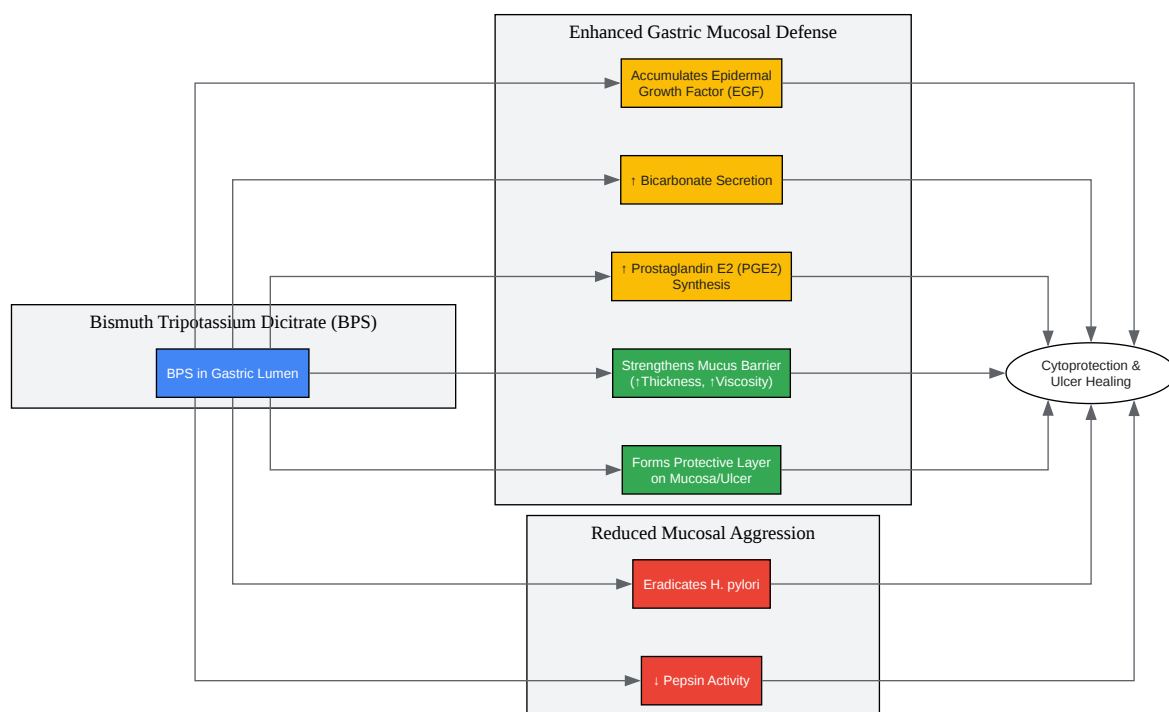 Enhanced Gastric Mucosal Defense
Accumulates Epidermal
Growth Factor (EGF)
↑ Bicarbonate Secretion
↑ Prostaglandin E2 (PGE2)
Synthesis
Bismuth Tripotassium Dicitrate (BPS)
BPS in Gastric Lumen
Strengthens Mucus Barrier
(↑Thickness, ↑Viscosity)
Cytoprotection &
Ulcer Healing
Forms Protective Layer
on Mucosa/Ulcer
Reduced Mucosal Aggression
Eradicates H. pylori
↓ Pepsin Activity